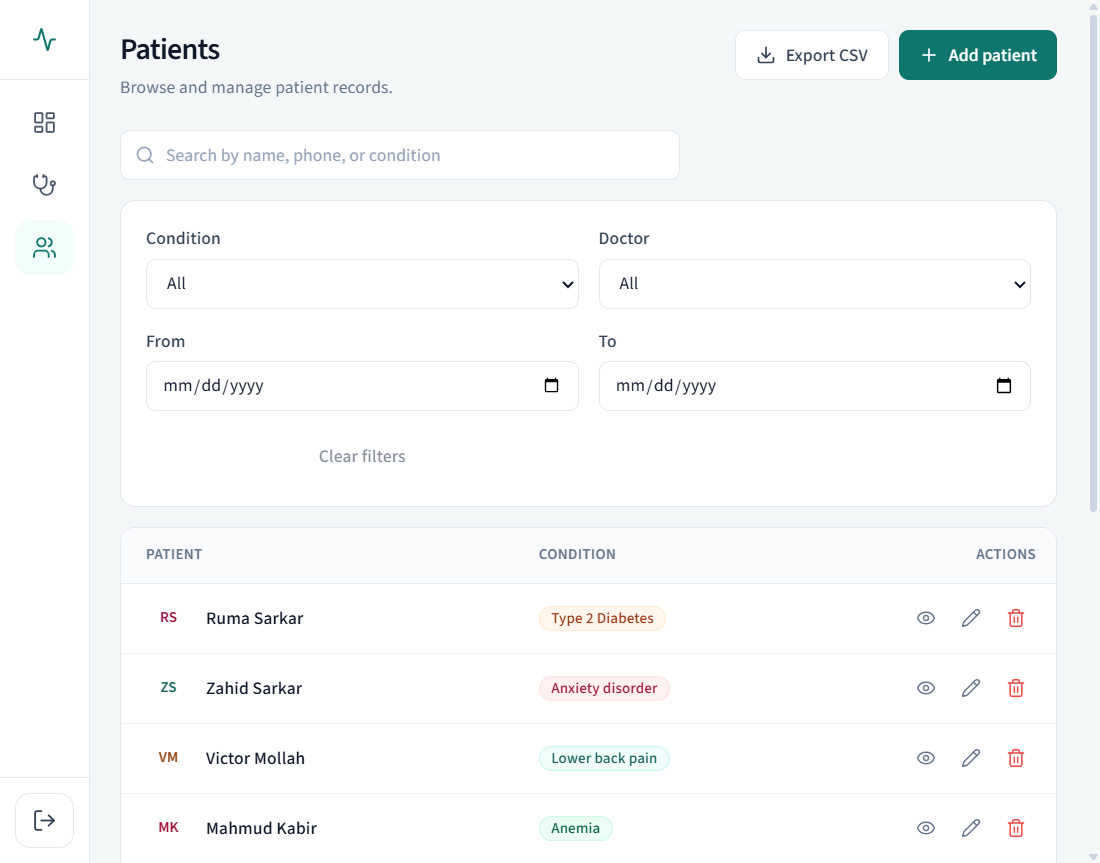 Patients
Export CSV
Add patient
Browse and manage patient records.
Search by name, phone, or condition
Condition
Doctor
All
All
From
To
mm/dd/yyyy
mm/dd/yyyy
Clear filters
PATIENT CONDITION ACTIONS
RS Ruma Sarkar Type 2 Diabetes
ZS Zahid Sarkar Anxiety disorder
VM Victor Mollah Lower back pain
MK Mahmud Kabir Anemia